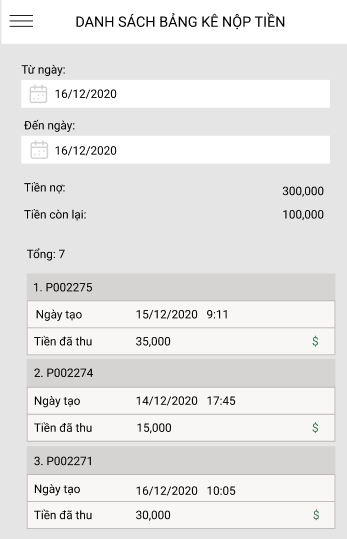 DANH SÁCH BẢNG KÊ NỘP TIỀN
Từ ngày:
16/12/2020
Đến ngày:
16/12/2020
Tiền nợ: 300,000
Tiền còn lại: 100,000
Tổng: 7
1. P002275
Ngày tạo 15/12/2020 9:11
Tiền đã thu 35,000 $
2. P002274
Ngày tạo 14/12/2020 17:45
Tiền đã thu 15,000 $
3. P002271
Ngày tạo 16/12/2020 10:05
Tiền đã thu 30,000 $